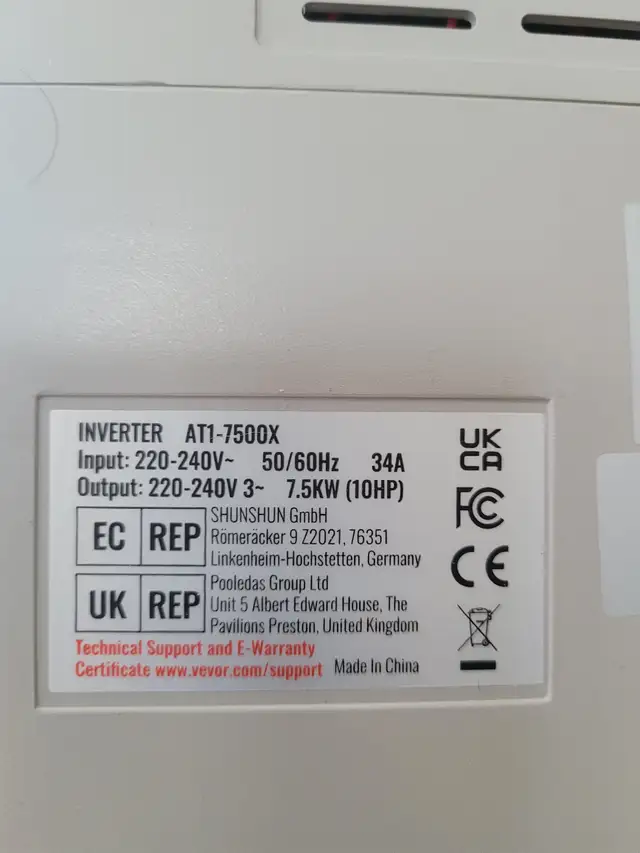 INVERTER AT1-7500X
Input: 220-240V~ 50/60Hz 34A
Output: 220-240V 3~ 7.5KW (10HP)
EC REP
SHUNSHUN GmbH
Römeräcker 9 Z2021, 76351
Linkenheim-Hochstetten, Germany
UK REP
Pooledas Group Ltd
Unit 5 Albert Edward House, The
Pavilions Preston, United Kingdom
Technical Support and E-Warranty
Certificate www.vevor.com/support Made In China
UK
CA
FC
CE